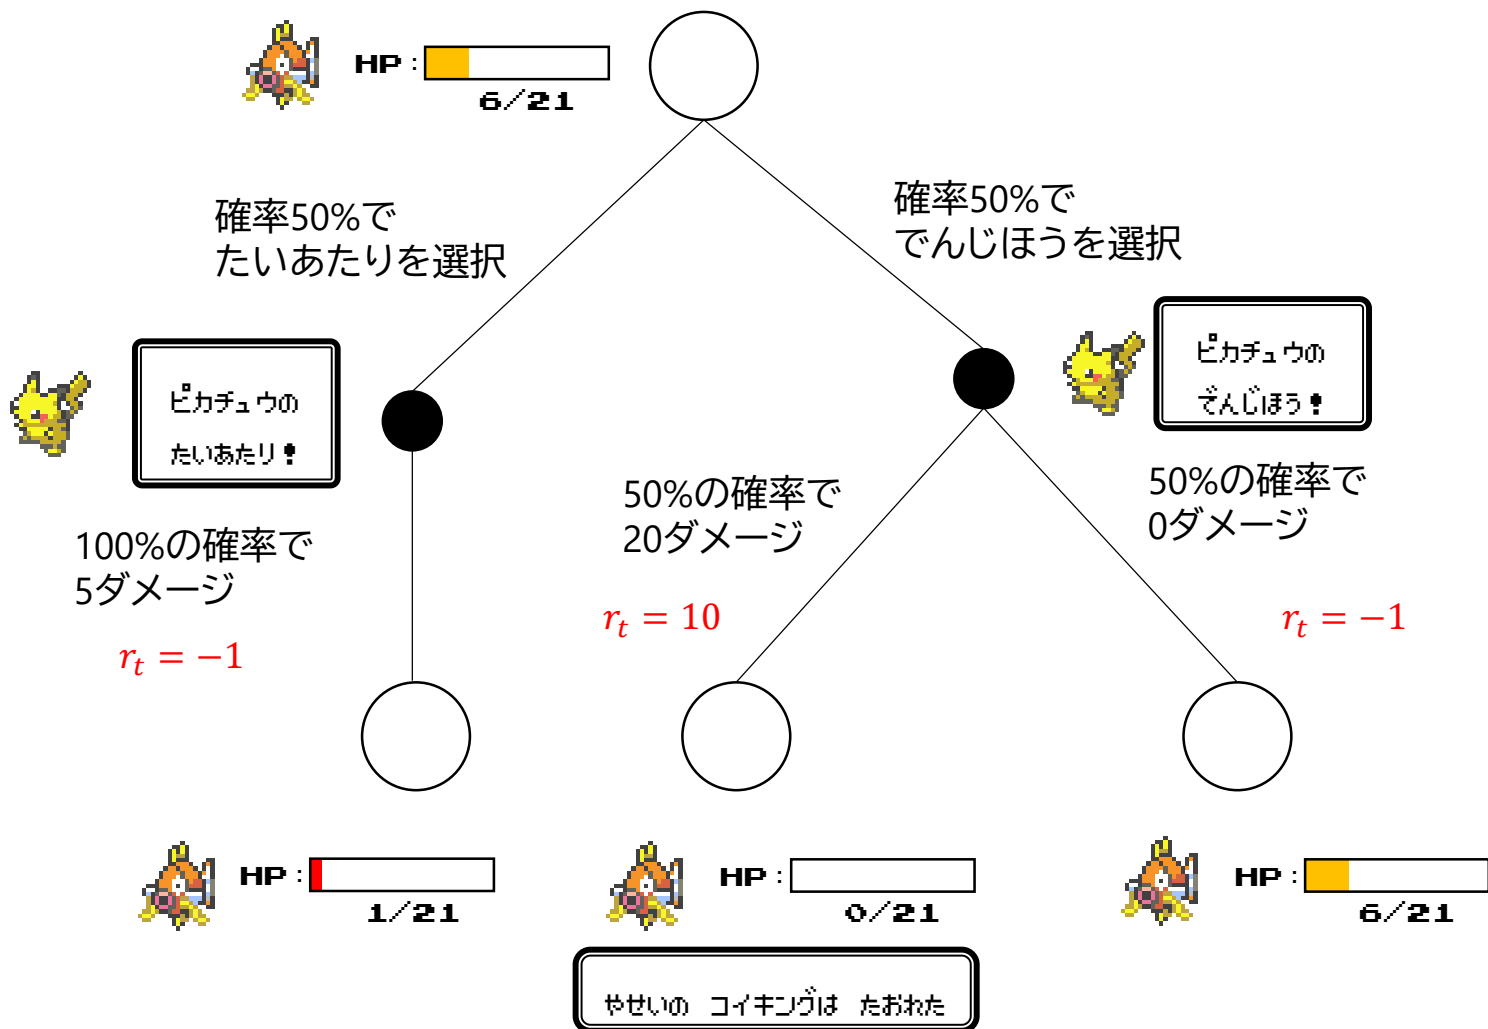 HP :
6/21
確率50%で
たいあたりを選択
確率50%で
でんじほうを選択
ピカチュウの
たいあたり!
ピカチュウの
でんじほう!
100%の確率で
5ダメージ
r_t = −1
50%の確率で
20ダメージ
r_t = 10
50%の確率で
0ダメージ
r_t = −1
HP :
1/21
HP :
0/21
HP :
6/21
やせいの コイキングは たおれた